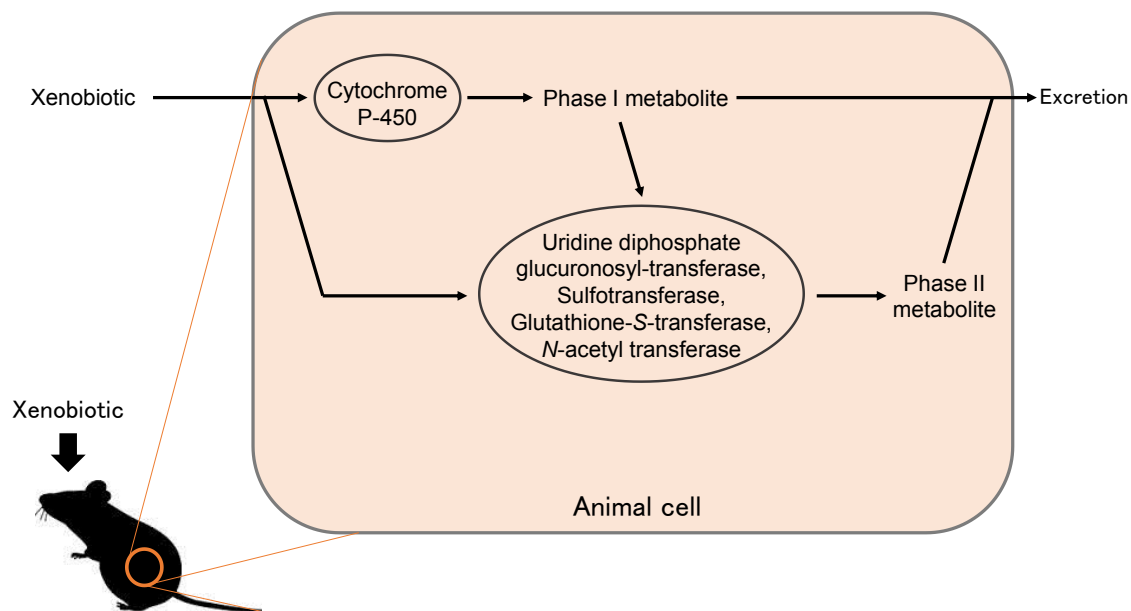 Xenobiotic
Cytochrome
P-450
Phase I metabolite
Excretion
Uridine diphosphate
glucuronosyl-transferase,
Sulfotransferase,
Glutathione-S-transferase,
N-acetyl transferase
Phase II
metabolite
Xenobiotic
Animal cell